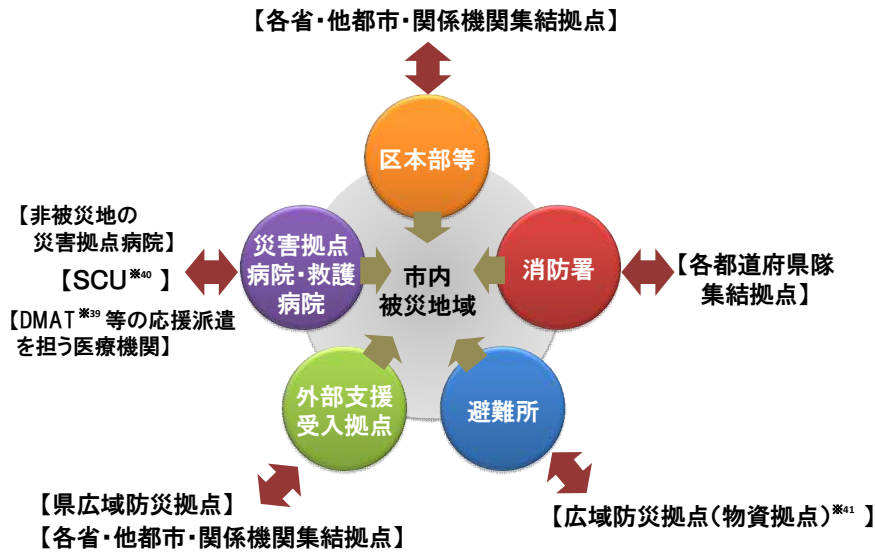 【各省・他都市・関係機関集結拠点】
区本部等
【非被災地の
災害拠点病院】
【SCU※40 】
【DMAT※39 等の応援派遣
を担う医療機関】
災害拠点
病院・救護
病院
市内
被災地域
消防署
【各都道府県隊
集結拠点】
外部支援
受入拠点
避難所
【県広域防災拠点】
【各省・他都市・関係機関集結拠点】
【広域防災拠点(物資拠点)※41 】